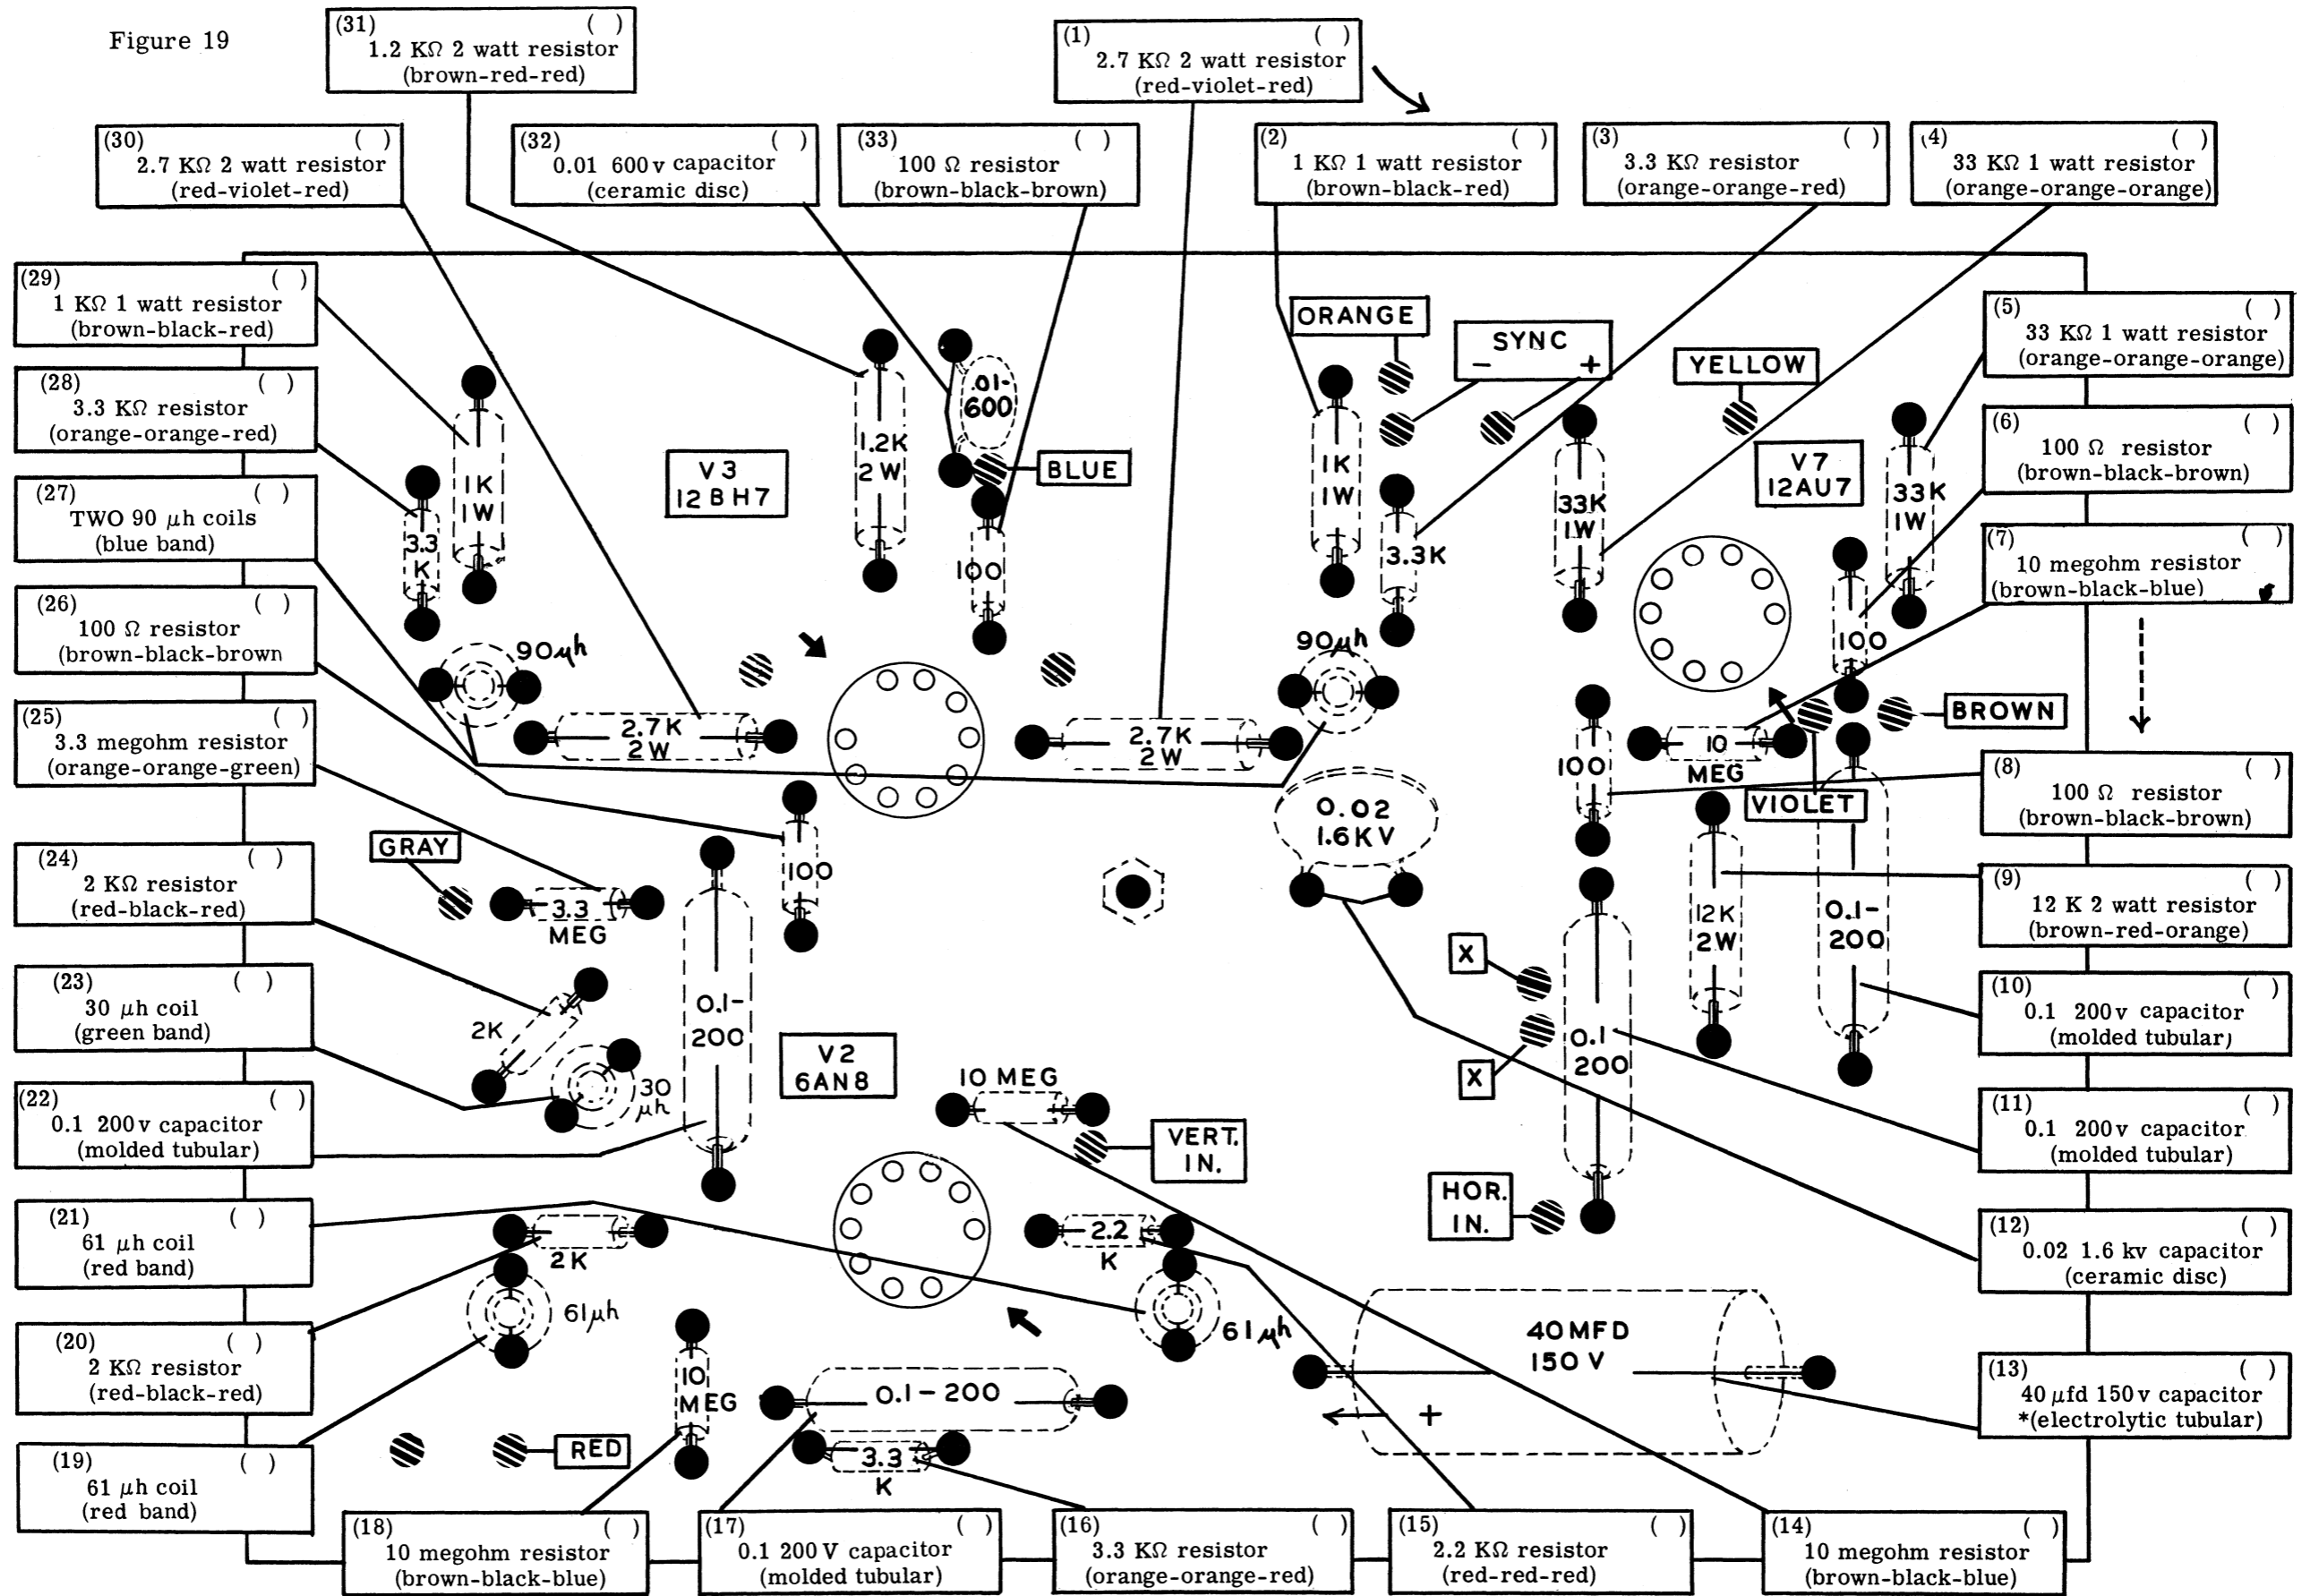 Figure 19
(31) ( )
1.2 KΩ 2 watt resistor
(brown-red-red)
(1) ( )
2.7 KΩ 2 watt resistor
(red-violet-red)
(30) ( )
2.7 KΩ 2 watt resistor
(red-violet-red)
(32) ( )
0.01 600 v capacitor
(ceramic disc)
(33) ( )
100 Ω resistor
(brown-black-brown)
(2) ( )
1 KΩ 1 watt resistor
(brown-black-red)
(3) ( )
3.3 KΩ resistor
(orange-orange-red)
(4) ( )
33 KΩ 1 watt resistor
(orange-orange-orange)
(29) ( )
1 KΩ 1 watt resistor
(brown-black-red)
(28) ( )
3.3 KΩ resistor
(orange-orange-red)
(27) ( )
TWO 90 μh coils
(blue band)
(26) ( )
100 Ω resistor
(brown-black-brown
(25) ( )
3.3 megohm resistor
(orange-orange-green)
(24) ( )
2 KΩ resistor
(red-black-red)
(23) ( )
30 μh coil
(green band)
(22) ( )
0.1 200 v capacitor
(molded tubular)
(21) ( )
61 μh coil
(red band)
(20) ( )
2 KΩ resistor
(red-black-red)
(19) ( )
61 μh coil
(red band)
ORANGE
SYNC
- +
YELLOW
.01-
600
1.2K
2W
1K
1W
3.3
K
V3
12BH7
BLUE
100
1K
1W
3.3K
33K
1W
V7
12AU7
33K
1W
100
90μh
90μh
2.7K
2W
2.7K
2W
BROWN
10
MEG
100
VIOLET
0.02
1.6KV
GRAY
3.3
MEG
100
12K
2W
0.1-
200
X
X
0.1
200
2K
30
μh
0.1-
200
V2
6AN8
10 MEG
VERT.
IN.
HOR.
IN.
2K
61μh
2.2
K
61μh
40MFD
150V
+
10
MEG
0.1-200
3.3
K
RED
(5) ( )
33 KΩ 1 watt resistor
(orange-orange-orange)
(6) ( )
100 Ω resistor
(brown-black-brown)
(7) ( )
10 megohm resistor
(brown-black-blue)
(8) ( )
100 Ω resistor
(brown-black-brown)
(9) ( )
12 K 2 watt resistor
(brown-red-orange)
(10) ( )
0.1 200 v capacitor
(molded tubular)
(11) ( )
0.1 200 v capacitor
(molded tubular)
(12) ( )
0.02 1.6 kv capacitor
(ceramic disc)
(13) ( )
40 μfd 150 v capacitor
*(electrolytic tubular)
(18) ( )
10 megohm resistor
(brown-black-blue)
(17) ( )
0.1 200 V capacitor
(molded tubular)
(16) ( )
3.3 KΩ resistor
(orange-orange-red)
(15) ( )
2.2 KΩ resistor
(red-red-red)
(14) ( )
10 megohm resistor
(brown-black-blue)